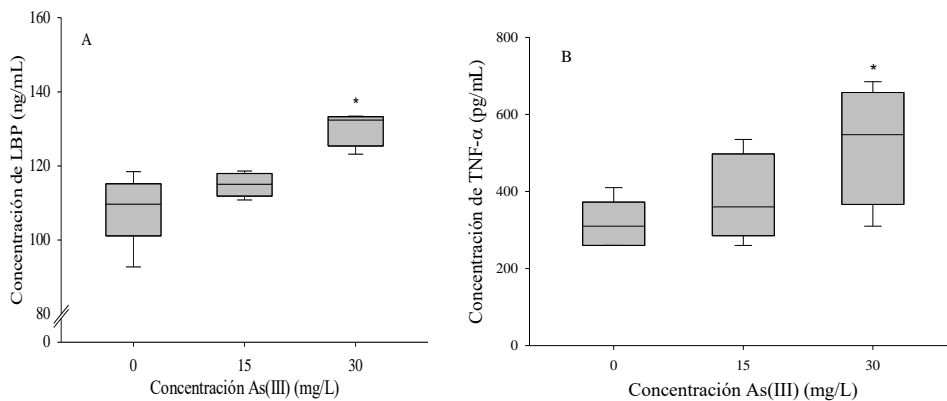 A
Concentración de LBP (ng/mL)
160
140
120
100
80
0
*
0 15 30
Concentración As(III) (mg/L)
B
Concentración de TNF-α (pg/mL)
800
600
400
200
0
*
0 15 30
Concentración As(III) (mg/L)